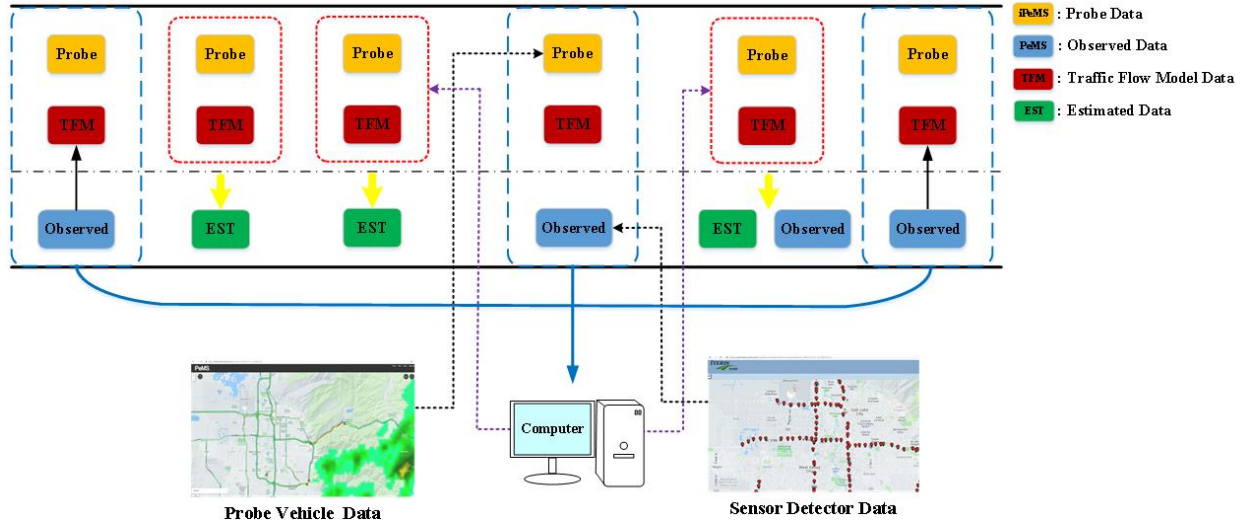 Probe Probe Probe Probe Probe Probe
TFM TFM TFM TFM TFM TFM
Observed EST EST Observed EST Observed Observed
iPeMS : Probe Data
PeMS : Observed Data
TFM : Traffic Flow Model Data
EST : Estimated Data
PeMS
Computer
Probe Vehicle Data
Sensor Detector Data